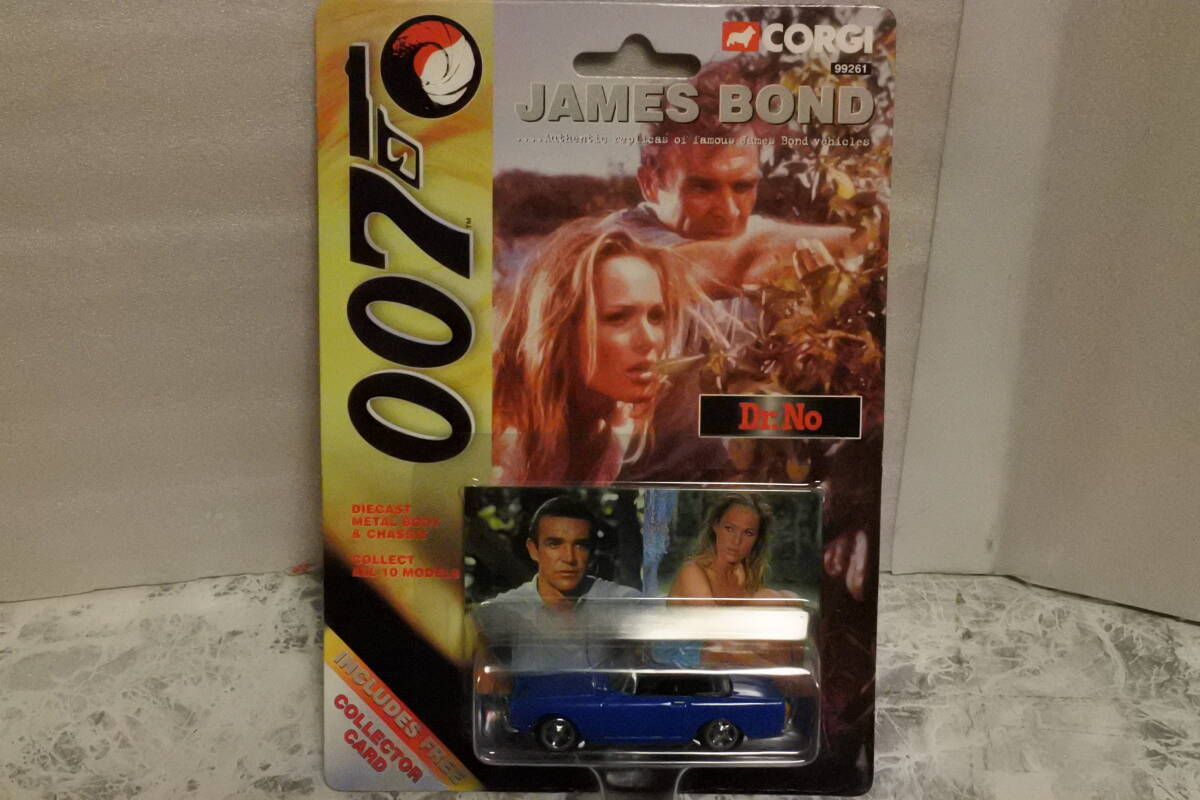 CORGI
99261
JAMES BOND
....Authentic replicas of famous James Bond vehicles
007
TM
Dr. No
DIECAST
METAL BODY
& CHASSIS
COLLECT
ALL 10 MODELS
INCLUDES FREE
COLLECTOR
CARD